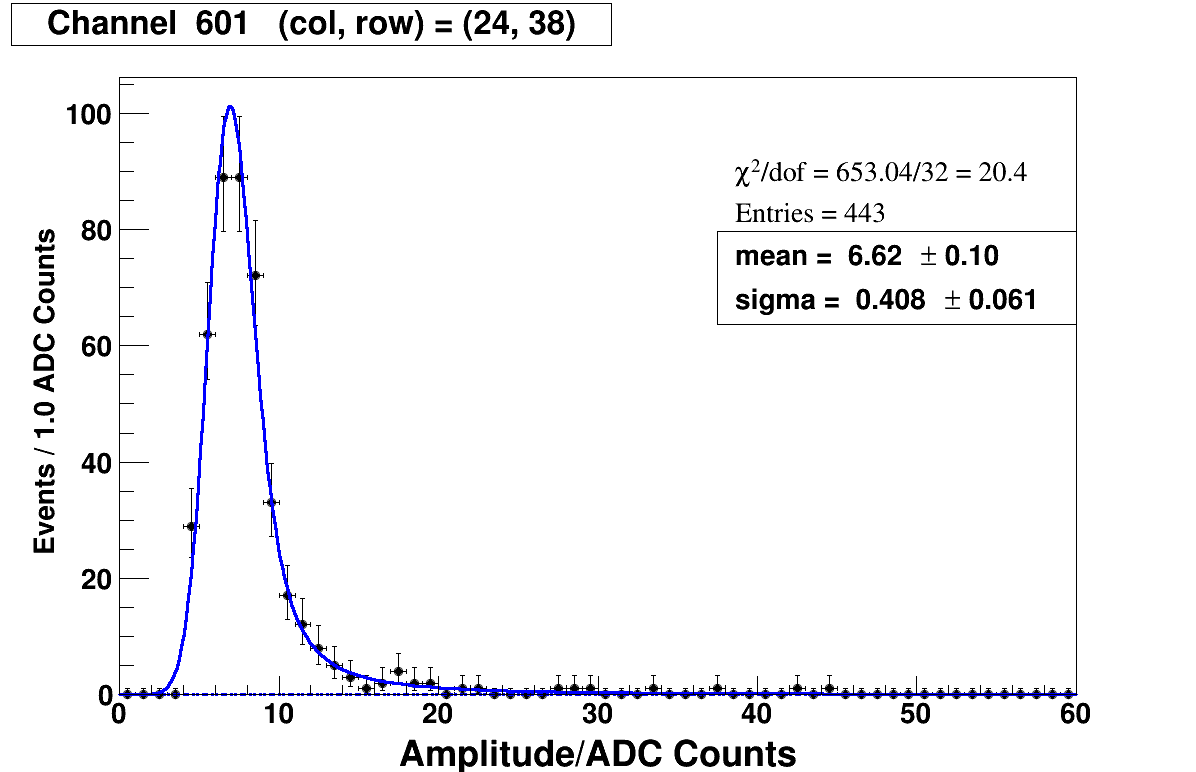 Channel 601 (col, row) = (24, 38)
χ²/dof = 653.04/32 = 20.4
Entries = 443
mean = 6.62 ± 0.10
sigma = 0.408 ± 0.061
Events / 1.0 ADC Counts
100
80
60
40
20
0
0 10 20 30 40 50 60
Amplitude/ADC Counts